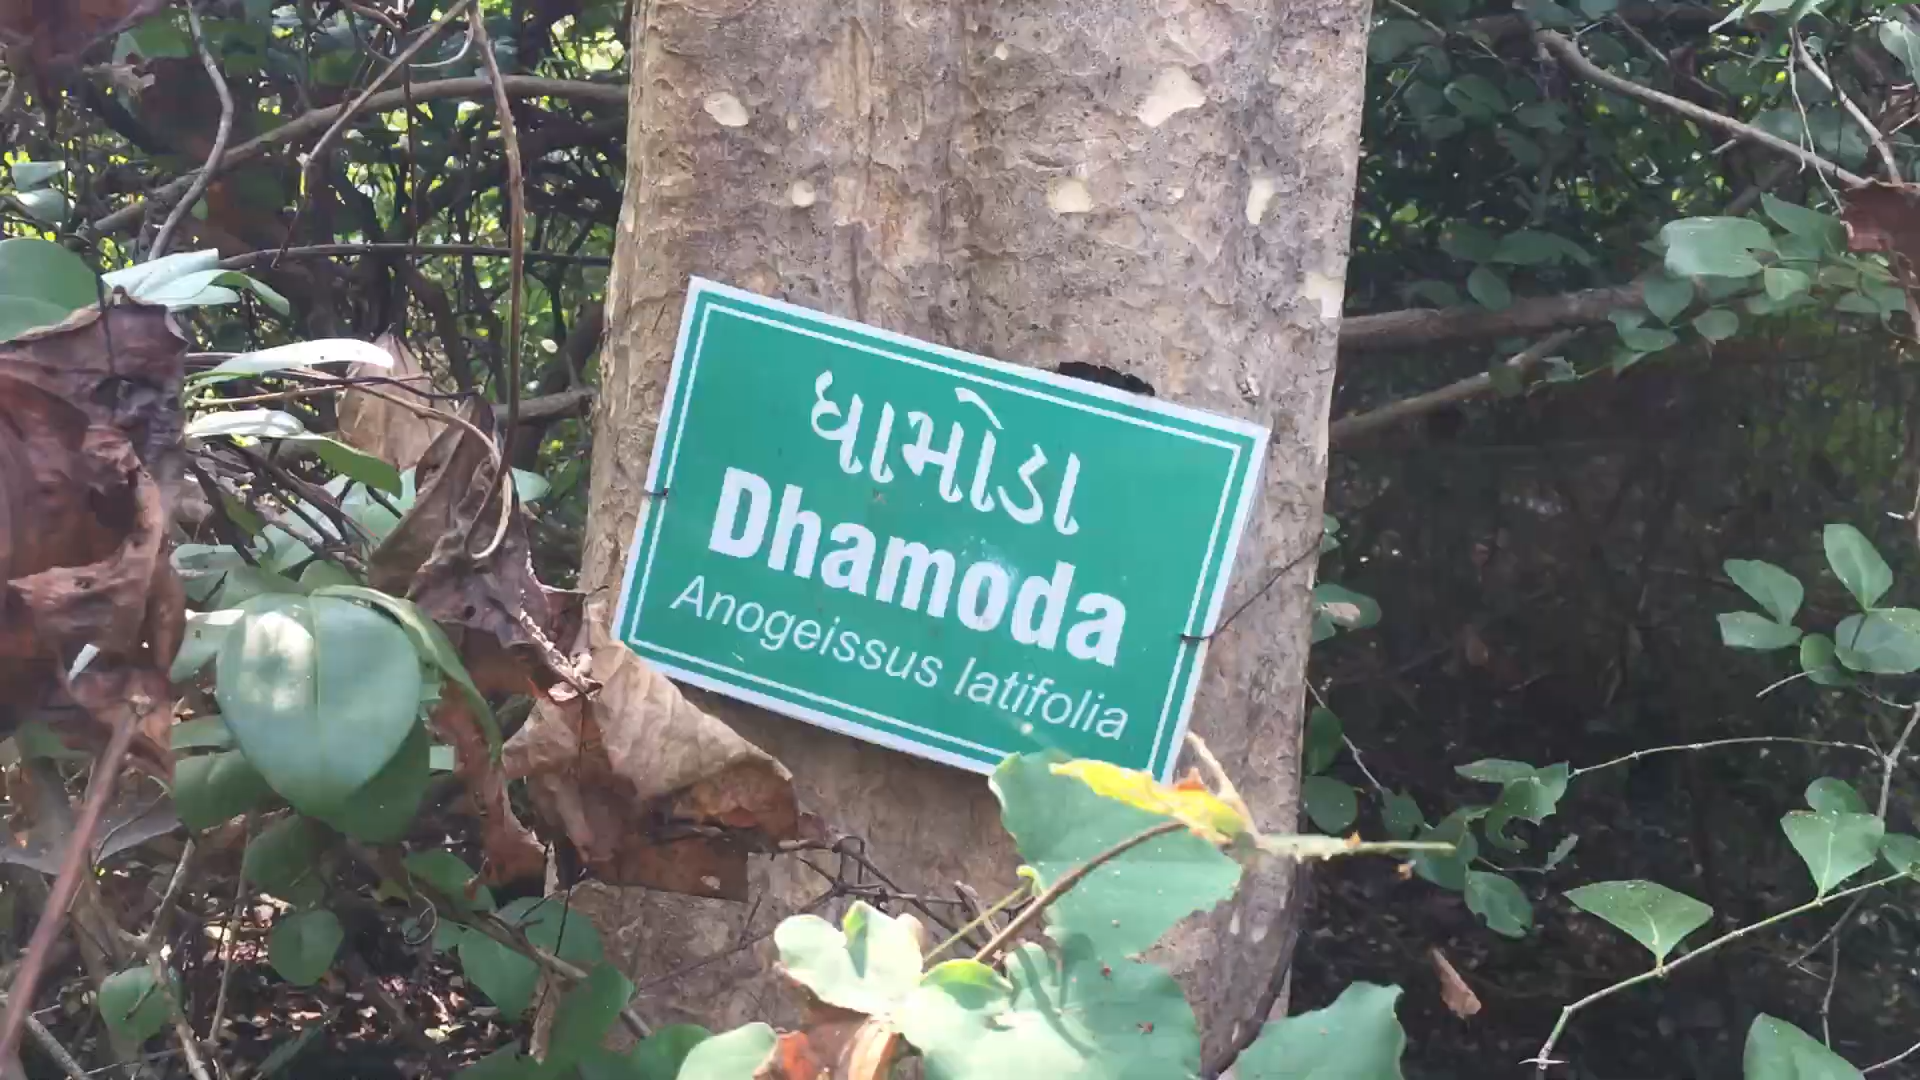 ધામોડા
Dhamoda
Anogeissus latifolia